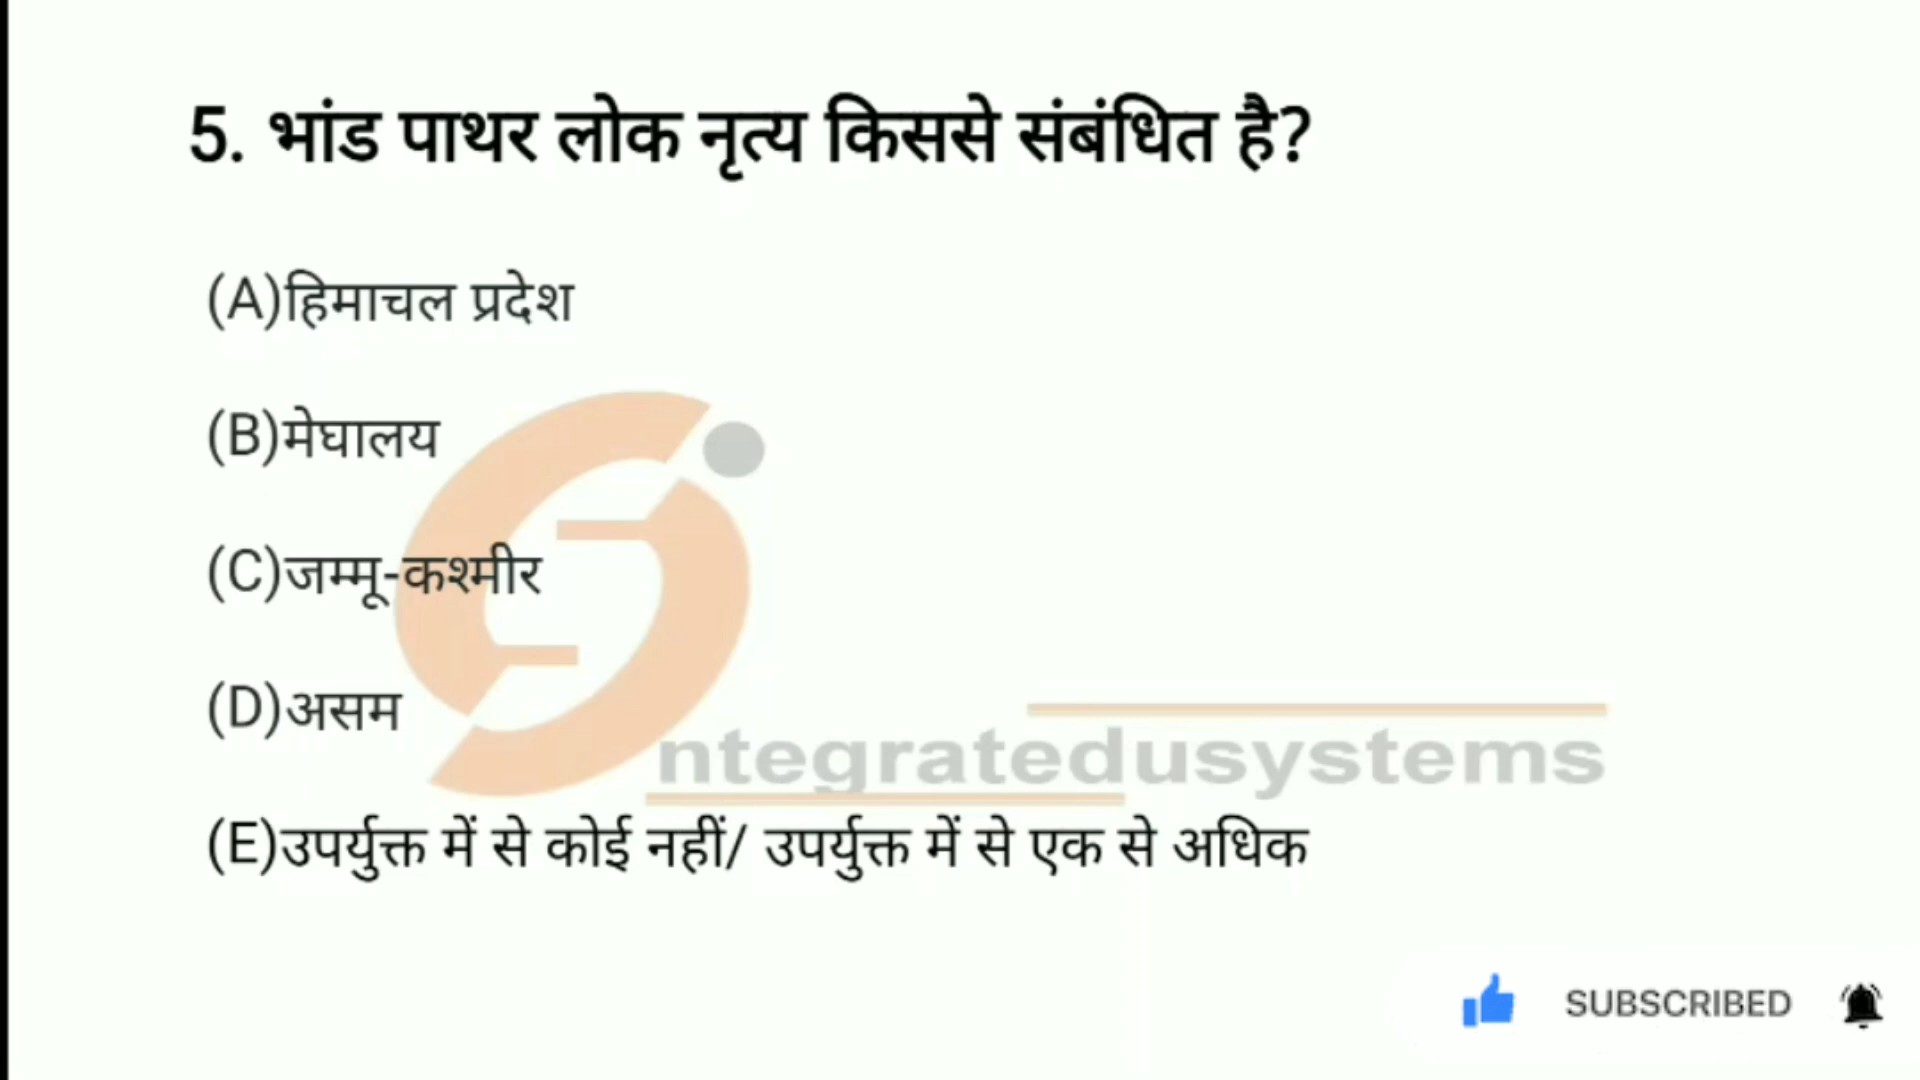 5. भांड पाथर लोक नृत्य किससे संबंधित है?
(A)हिमाचल प्रदेश
(B)मेघालय
(C)जम्मू-कश्मीर
(D)असम
ntegratedusystems
(E)उपर्युक्त में से कोई नहीं/ उपर्युक्त में से एक से अधिक
SUBSCRIBED